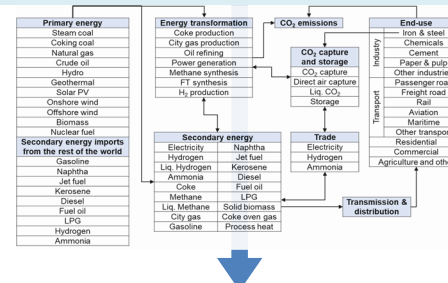 Primary energy
Steam coal
Coking coal
Natural gas
Crude oil
Hydro
Geothermal
Solar PV
Onshore wind
Offshore wind
Biomass
Nuclear fuel
Secondary energy imports
from the rest of the world
Gasoline
Naphtha
Jet fuel
Kerosene
Diesel
Fuel oil
LPG
Hydrogen
Ammonia
Energy transformation
Coke production
City gas production
Oil refining
Power generation
Methane synthesis
FT synthesis
H₂ production
Secondary energy
Electricity Naphtha
Hydrogen Jet fuel
Liq. Hydrogen Kerosene
Ammonia Diesel
Coke Fuel oil
Methane LPG
Liq. Methane Solid biomass
City gas Coke oven gas
Gasoline Process heat
CO₂ emissions
CO₂ capture
and storage
CO₂ capture
Direct air capture
Liq. CO₂
Storage
Trade
Electricity
Hydrogen
Ammonia
Transmission &
distribution
End-use
Industry
Iron & steel
Chemicals
Cement
Paper & pulp
Other industrie
Transport
Passenger roa
Freight road
Rail
Aviation
Maritime
Other transpor
Residential
Commercial
Agriculture and othe